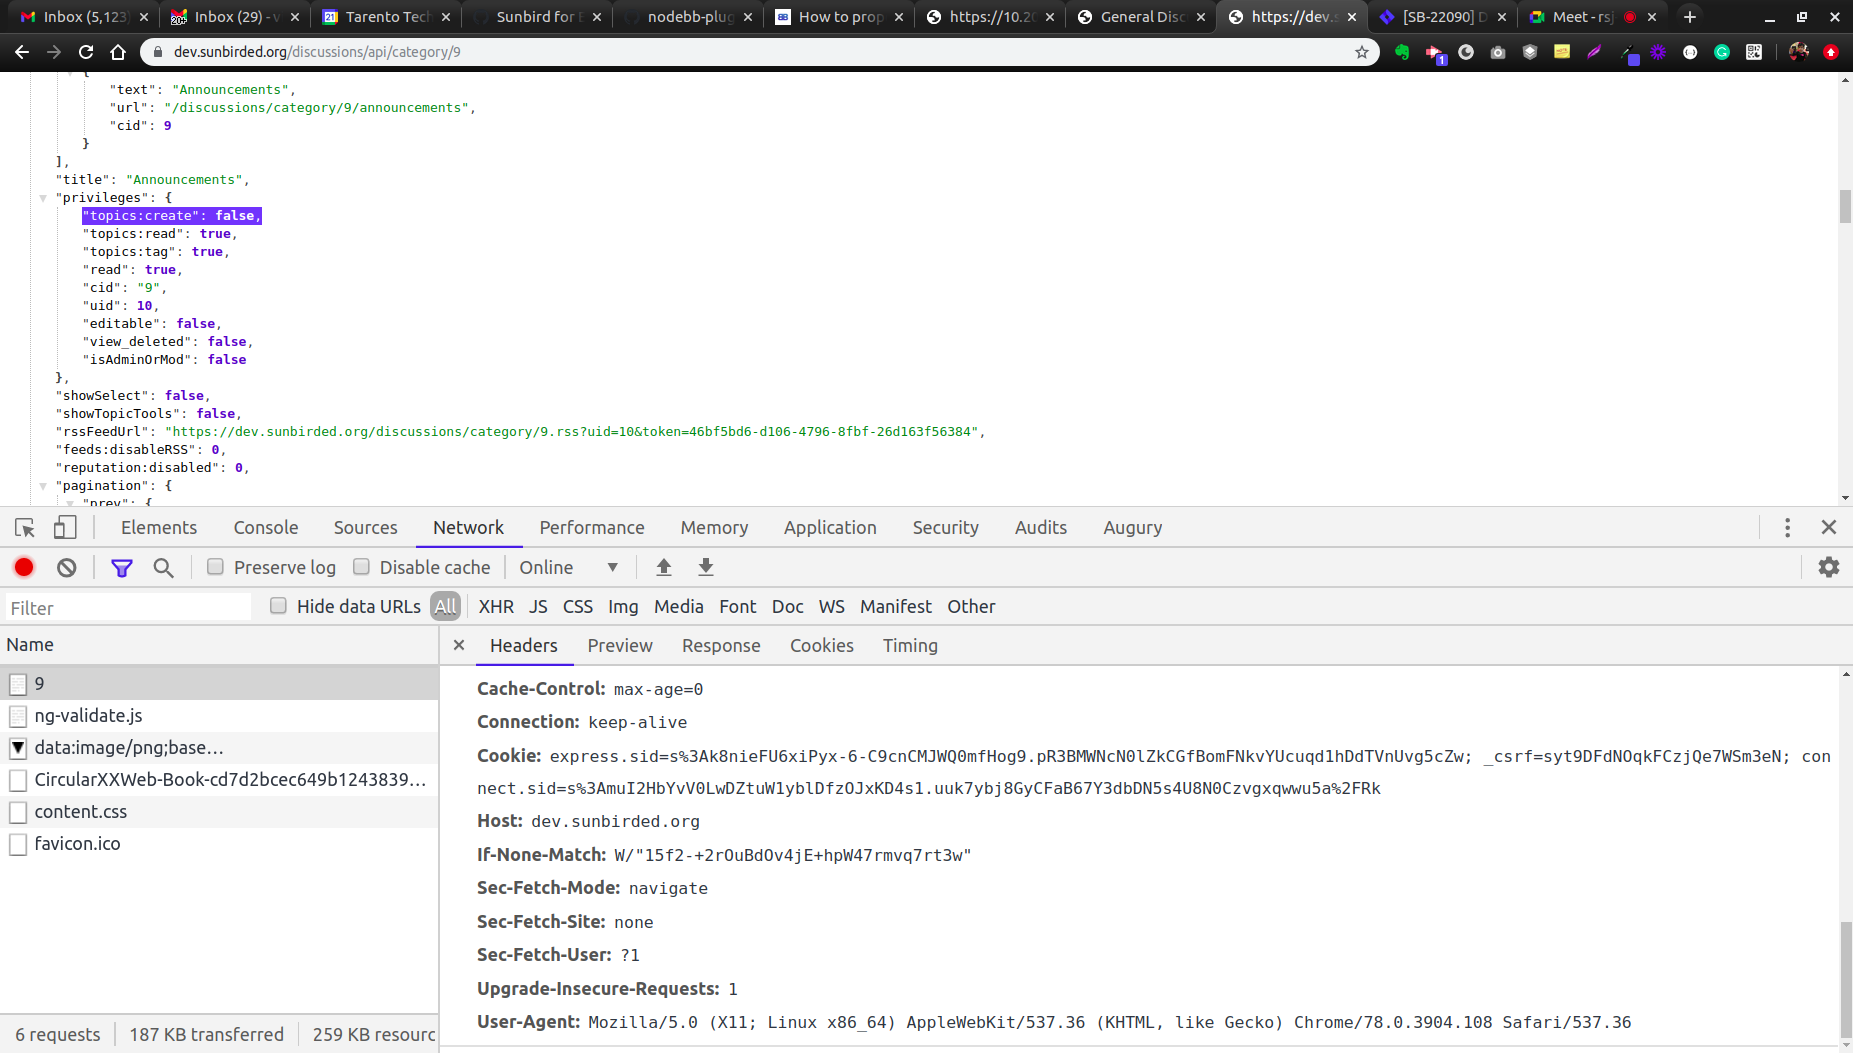 Inbox (5,123)
20+ Inbox (29) - v
21 Tarento Tech
Sunbird for E
nodebb-plug
How to prop
https://10.20
General Disc
https://dev.s
[SB-22090] D
Meet - rsj
dev.sunbirded.org/discussions/api/category/9
1
{
"text": "Announcements",
"url": "/discussions/category/9/announcements",
"cid": 9
}
],
"title": "Announcements",
"privileges": {
"topics:create": false,
"topics:read": true,
"topics:tag": true,
"read": true,
"cid": "9",
"uid": 10,
"editable": false,
"view_deleted": false,
"isAdminOrMod": false
},
"showSelect": false,
"showTopicTools": false,
"rssFeedUrl": "https://dev.sunbirded.org/discussions/category/9.rss?uid=10&token=46bf5bd6-d106-4796-8fbf-26d163f56384",
"feeds:disableRSS": 0,
"reputation:disabled": 0,
"pagination": {
"prev": {
Elements Console Sources Network Performance Memory Application Security Audits Augury
Preserve log Disable cache Online
Filter Hide data URLs All XHR JS CSS Img Media Font Doc WS Manifest Other
Name
Headers Preview Response Cookies Timing
9
ng-validate.js
data:image/png;base…
CircularXXWeb-Book-cd7d2bcec649b1243839…
content.css
favicon.ico
Cache-Control: max-age=0
Connection: keep-alive
Cookie: express.sid=s%3Ak8nieFU6xiPyx-6-C9cnCMJWQ0mfHog9.pR3BMWNcN0lZkCGfBomFNkvYUcuqd1hDdTVnUvg5cZw; _csrf=syt9DFdNOqkFCzjQe7WSm3eN; con
nect.sid=s%3AmuI2HbYvV0LwDZtuW1yblDfzOJxKD4s1.uuk7ybj8GyCFaB67Y3dbDN5s4U8N0Czvgxqwwu5a%2FRk
Host: dev.sunbirded.org
If-None-Match: W/"15f2-+2rOuBdOv4jE+hpW47rmvq7rt3w"
Sec-Fetch-Mode: navigate
Sec-Fetch-Site: none
Sec-Fetch-User: ?1
Upgrade-Insecure-Requests: 1
User-Agent: Mozilla/5.0 (X11; Linux x86_64) AppleWebKit/537.36 (KHTML, like Gecko) Chrome/78.0.3904.108 Safari/537.36
6 requests 187 KB transferred 259 KB resourc